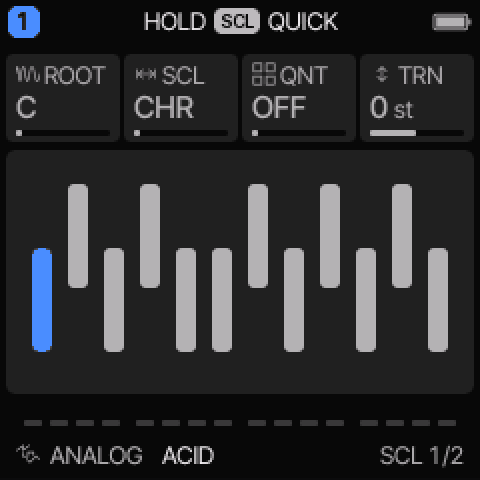 1 HOLD SCL QUICK
ROOT SCL QNT TRN
C CHR OFF 0 st
ANALOG ACID SCL 1/2